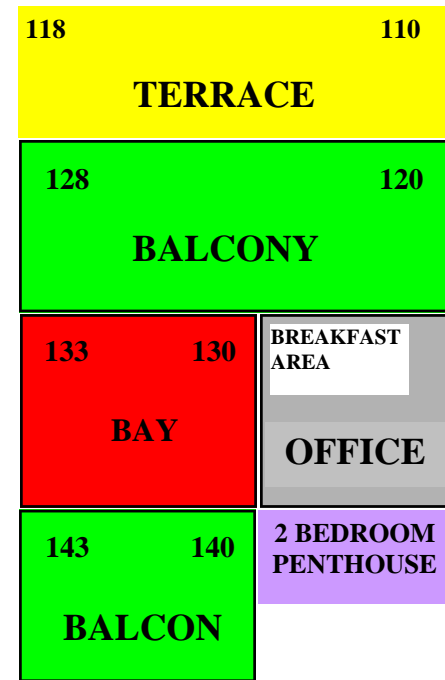 118 110
TERRACE
128 120
BALCONY
133 130
BAY
BREAKFAST
AREA
OFFICE
143 140
BALCON
2 BEDROOM
PENTHOUSE